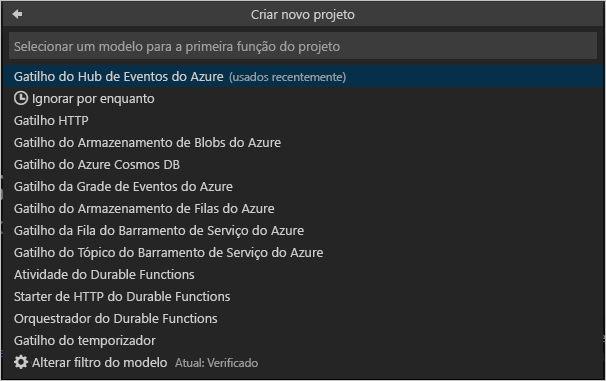 Criar novo projeto
Selecionar um modelo para a primeira função do projeto
Gatilho do Hub de Eventos do Azure (usados recentemente)
Ignorar por enquanto
Gatilho HTTP
Gatilho do Armazenamento de Blobs do Azure
Gatilho do Azure Cosmos DB
Gatilho da Grade de Eventos do Azure
Gatilho do Armazenamento de Filas do Azure
Gatilho da Fila do Barramento de Serviço do Azure
Gatilho do Tópico do Barramento de Serviço do Azure
Atividade do Durable Functions
Starter de HTTP do Durable Functions
Orquestrador do Durable Functions
Gatilho do temporizador
Alterar filtro do modelo Atual: Verificado